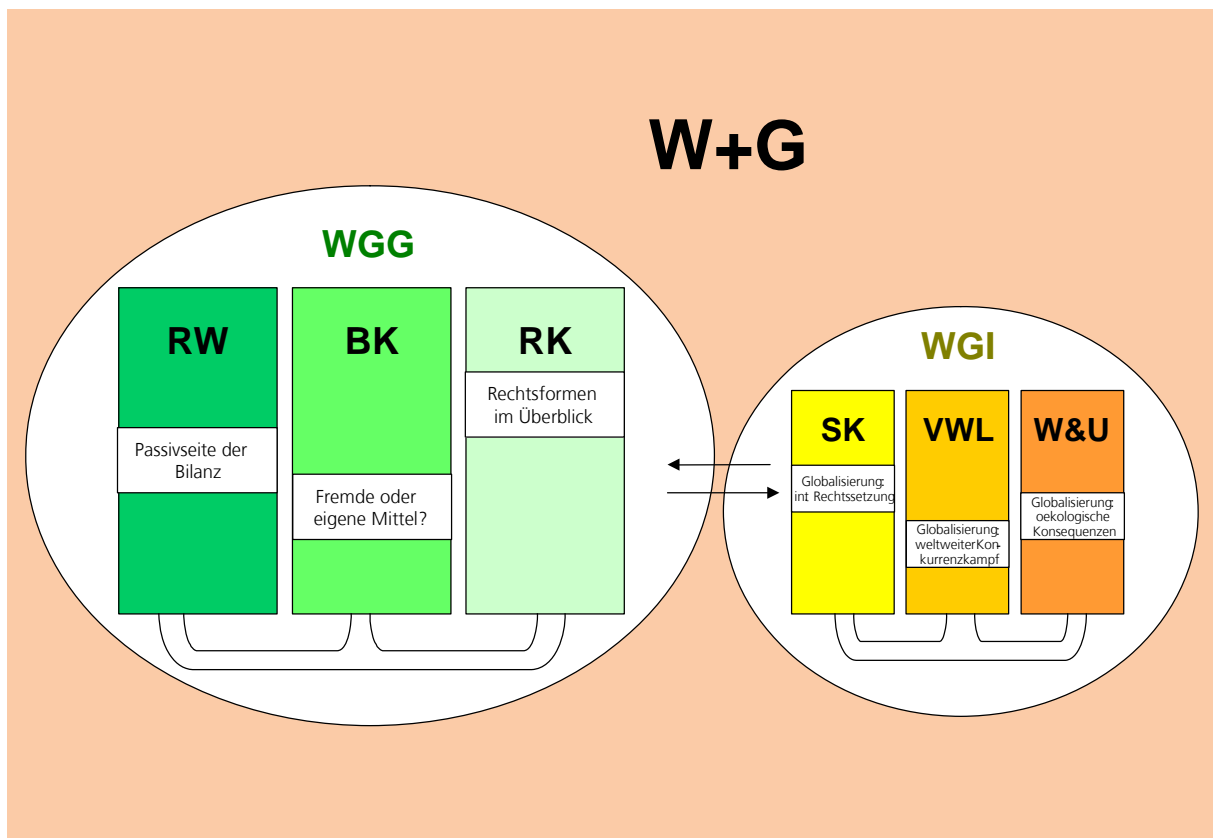 W+G
WGG
RW
Passivseite der
Bilanz
BK
Fremde oder
eigene Mittel?
RK
Rechtsformen
im Überblick
WGI
SK
Globalisierung:
int Rechtssetzung
VWL
Globalisierung:
weltweiterKon-
kurrenzkampf
W&U
Globalisierung:
oekologische
Konsequenzen